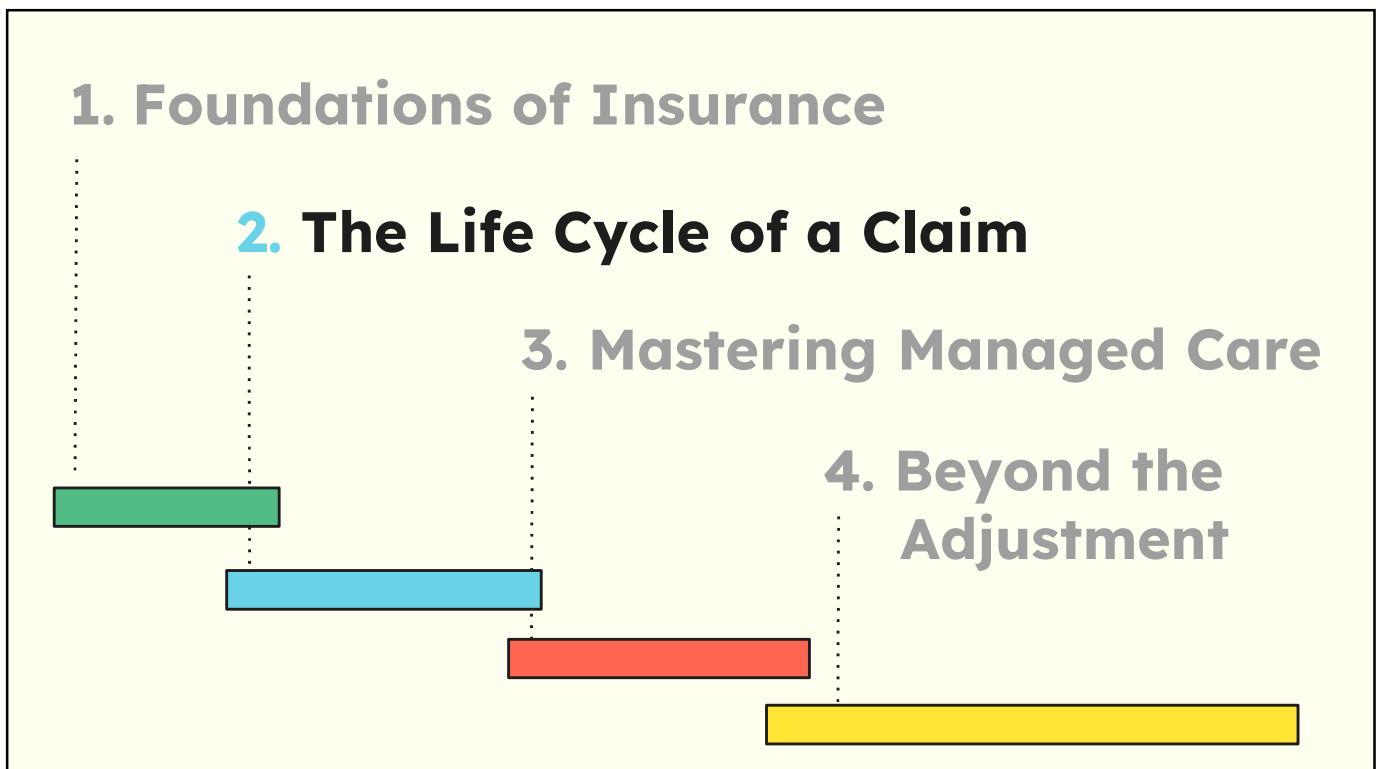 1. Foundations of Insurance
2. The Life Cycle of a Claim
3. Mastering Managed Care
4. Beyond the
Adjustment